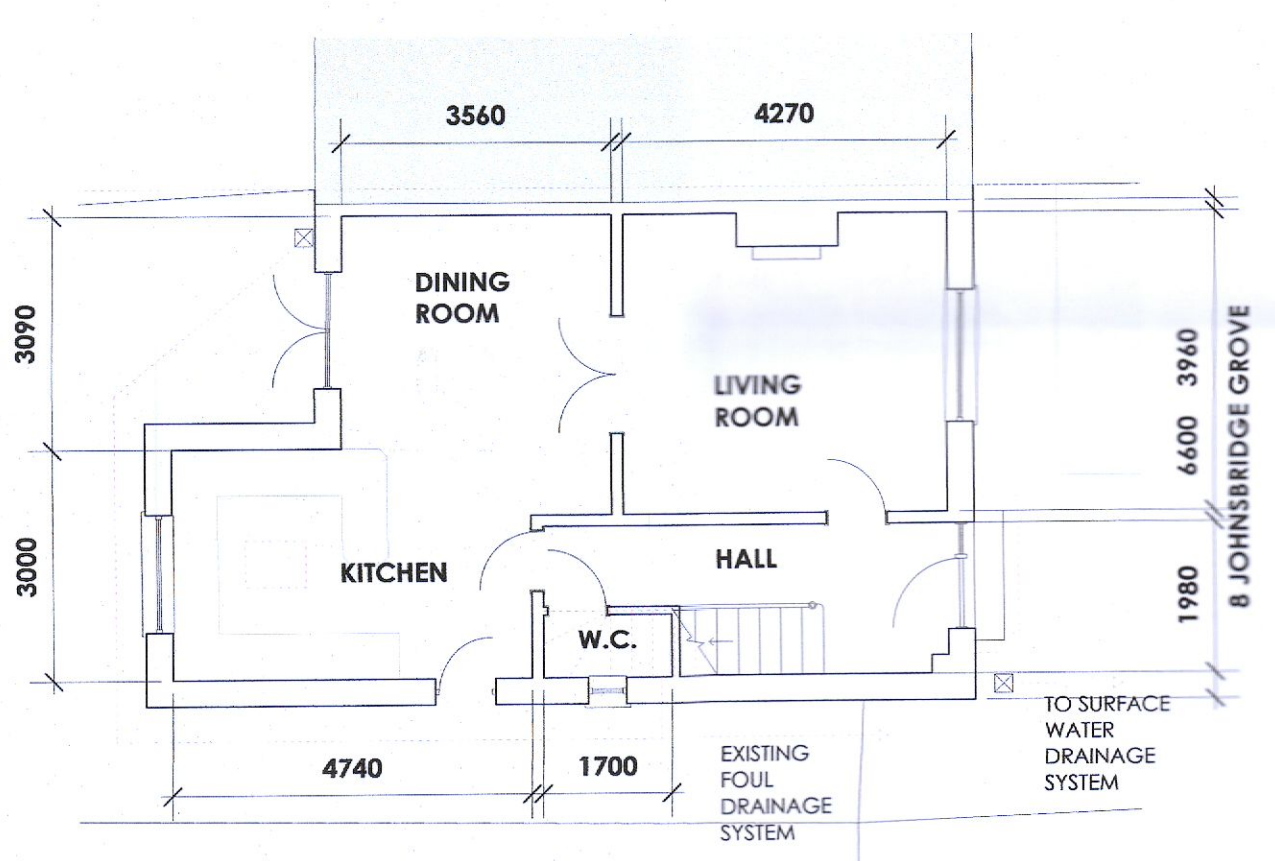 3560
4270
DINING
ROOM
3090
LIVING
ROOM
3960
6600
8 JOHNSBRIDGE GROVE
KITCHEN
HALL
3000
1980
W.C.
4740
1700
EXISTING
FOUL
DRAINAGE
SYSTEM
TO SURFACE
WATER
DRAINAGE
SYSTEM